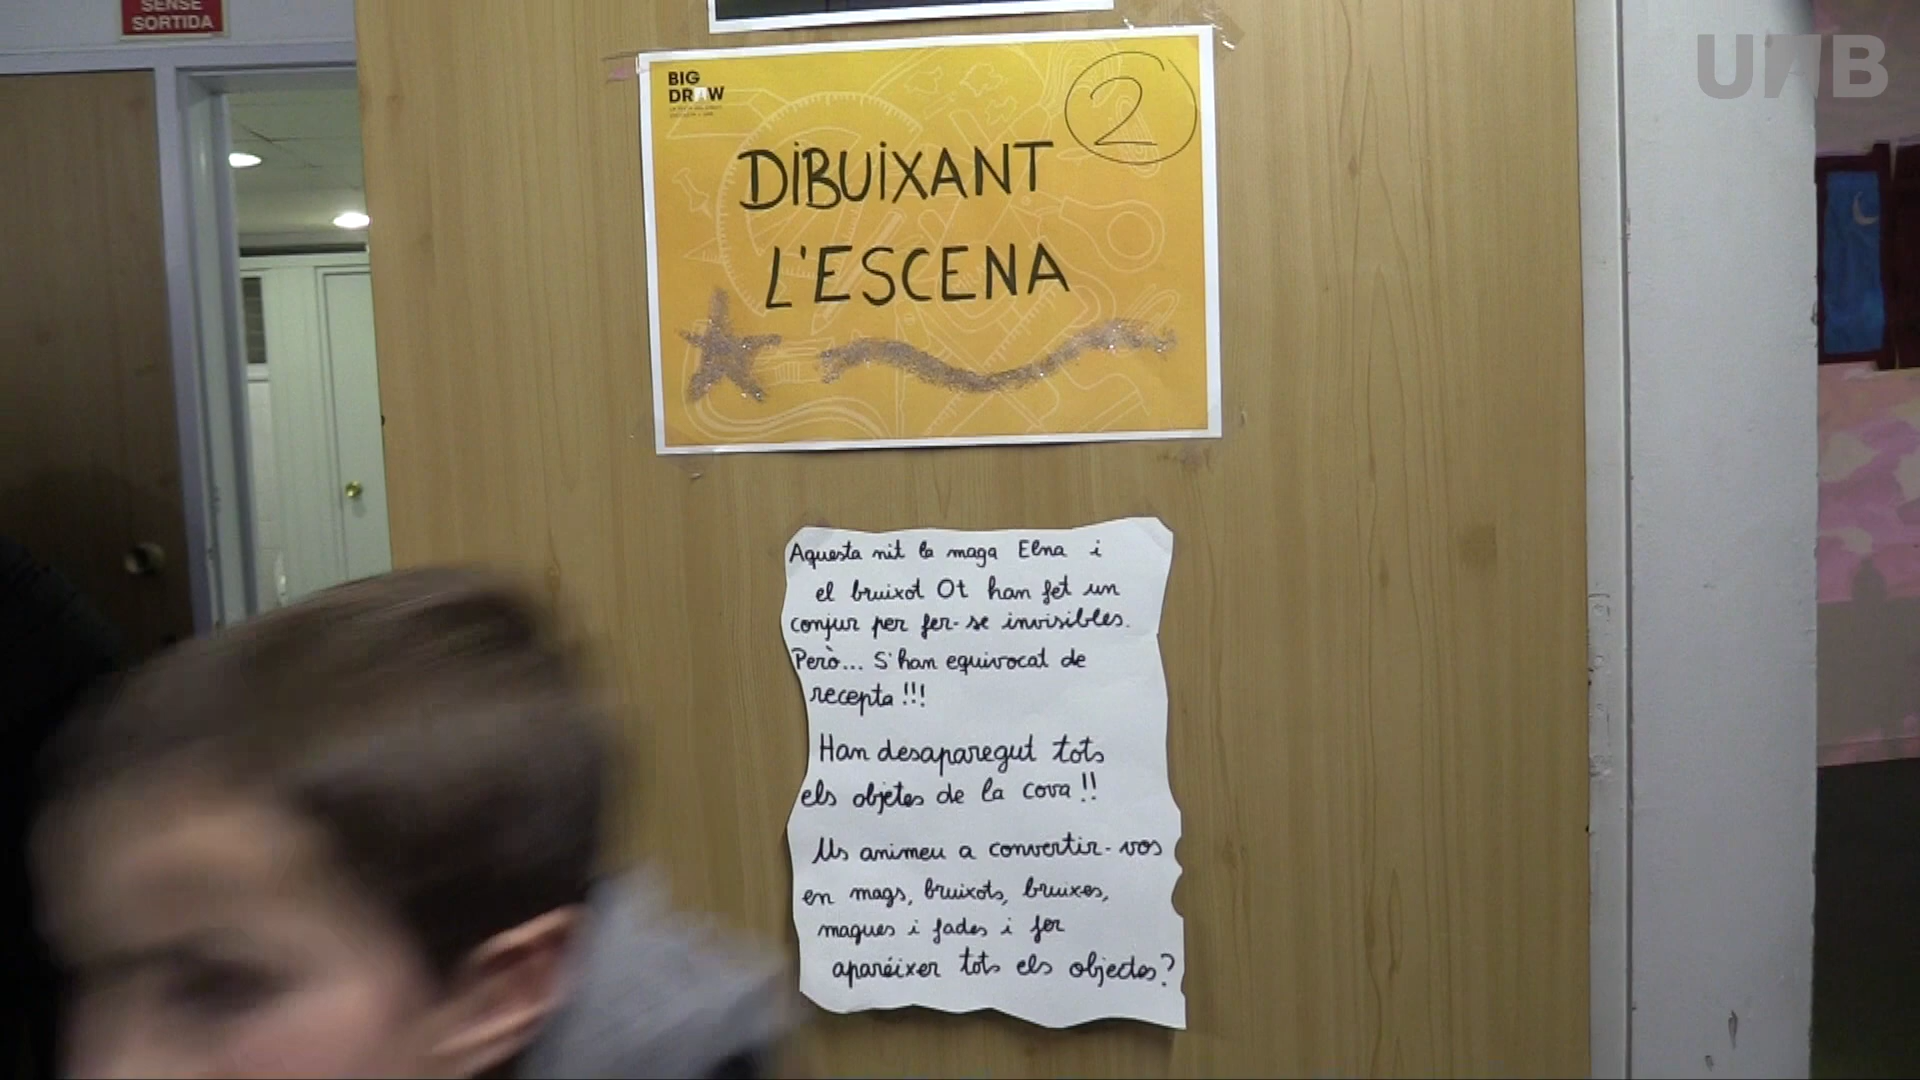 SENSE
SORTIDA
UAB
BIG
DRAW
2
DIBUIXANT
L'ESCENA
Aquesta nit la maga Elna i
el bruixot Ot han fet un
conjur per fer-se invisibles.
Però... S'han equivocat de
recepta!!!
Han desaparegut tots
els objetes de la cova!!
Us animeu a convertir-vos
en mags, bruixots, bruixes,
magues i fades i fer
aparèixer tots els objectes?